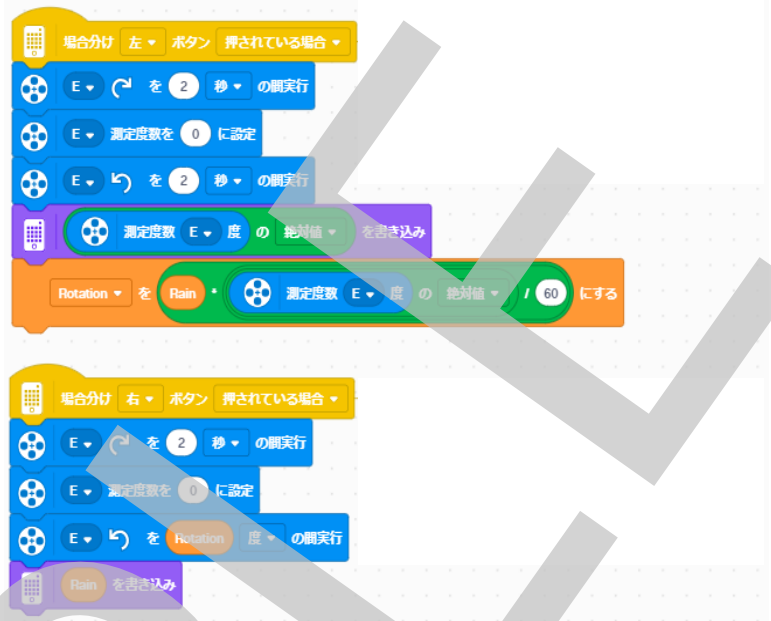 場合分け 左 ボタン 押されている場合
E を 2 秒 の間実行
E 測定度数を 0 に設定
E を 2 秒 の間実行
測定度数 E 度 の 絶対値 を書き込み
Rotation を Rain * 測定度数 E 度 の 絶対値 / 60 にする
場合分け 右 ボタン 押されている場合
E を 2 秒 の間実行
E 測定度数を 0 に設定
E を Rotation 度 の間実行
Rain を書き込み